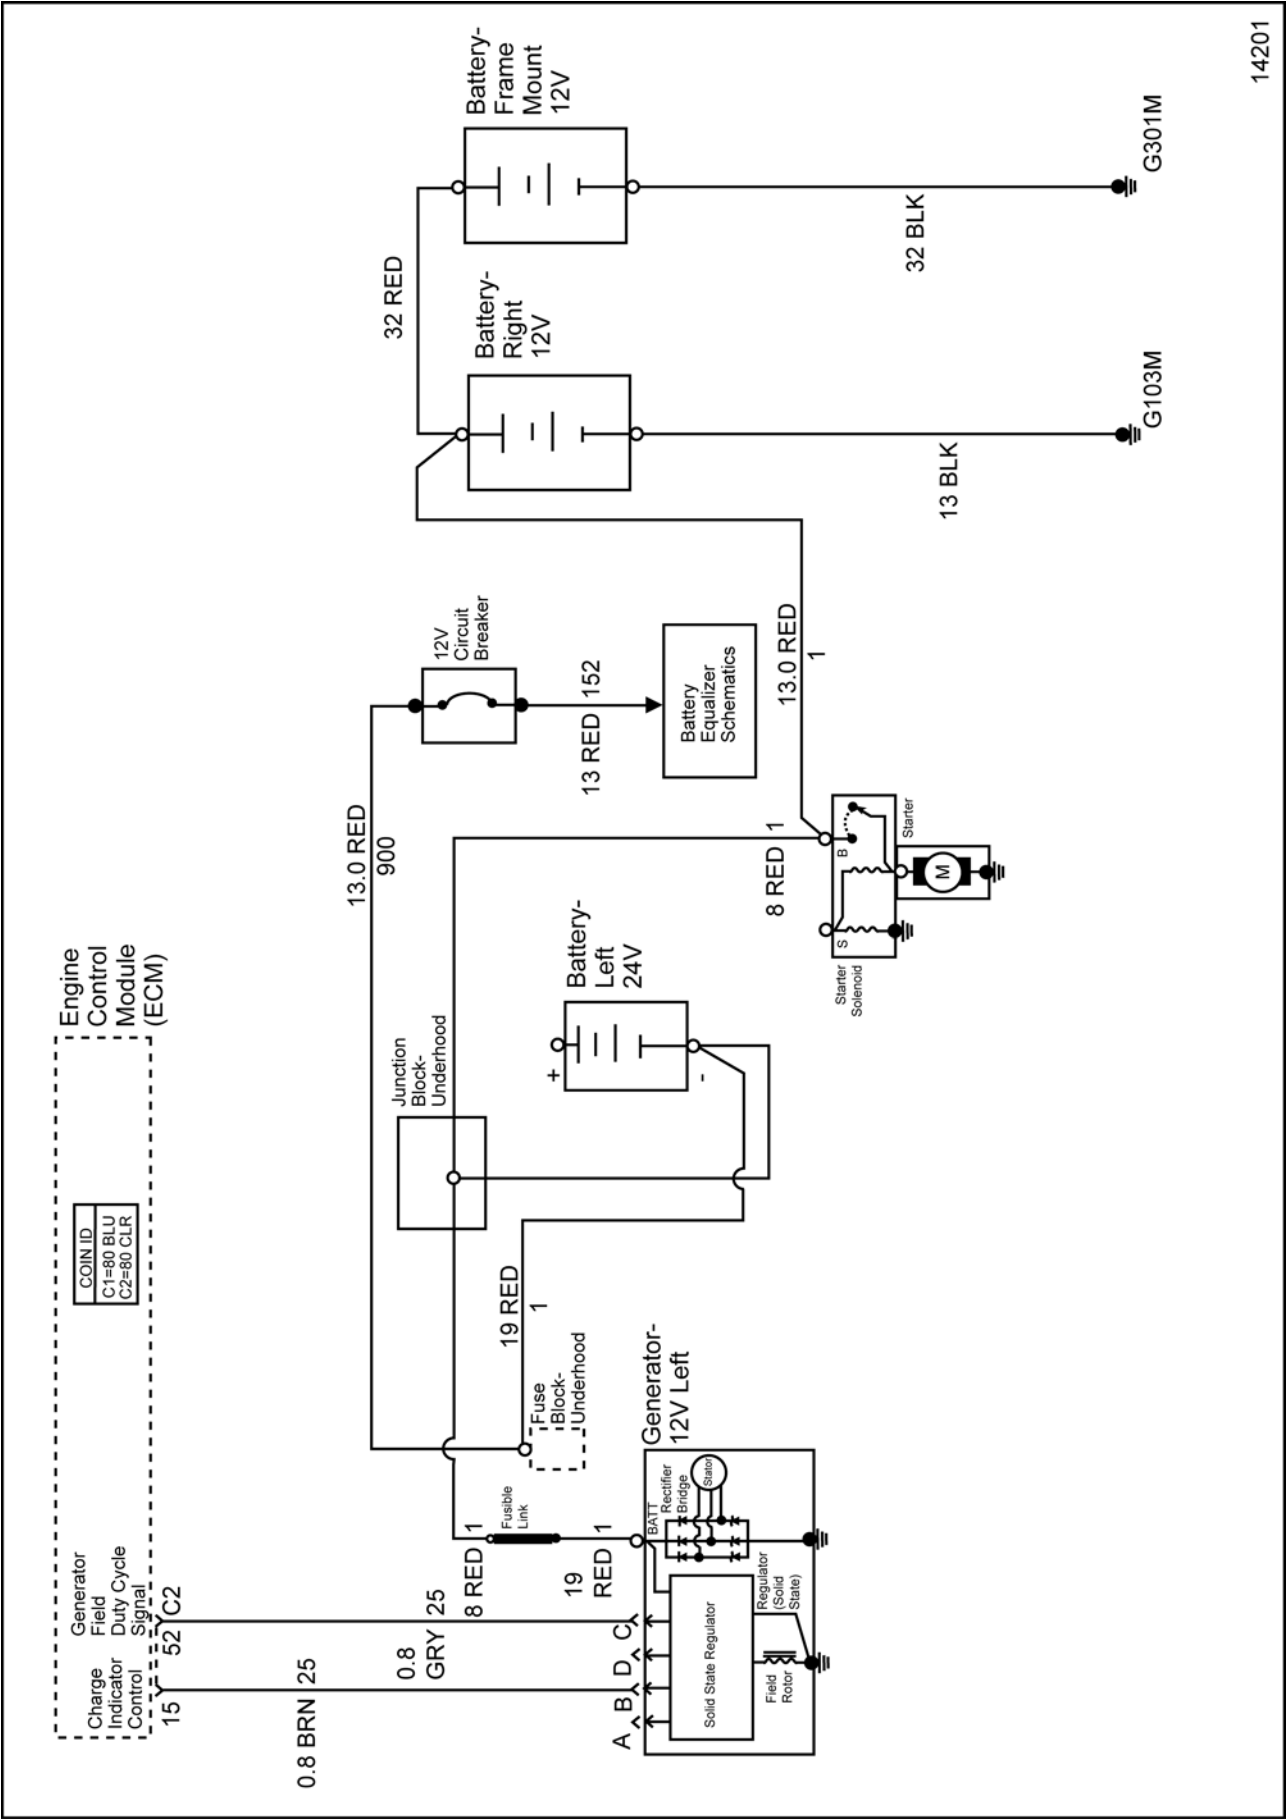 Engine
Control
Module
(ECM)
COIN ID
C1=80 BLU
C2=80 CLR
Charge
Indicator
Control
Generator
Field
Duty Cycle
Signal
15
52
C2
0.8 BRN
25
0.8
GRY
25
8 RED
1
Fusible
Link
19
RED
1
A
B
D
C
BATT
Generator-
12V Left
Rectifier
Bridge
Stator
Solid State Regulator
Regulator
(Solid
State)
Field
Rotor
Fuse
Block-
Underhood
19 RED
1
Junction
Block-
Underhood
Battery-
Left
24V
+
-
13.0 RED
900
12V
Circuit
Breaker
13 RED
152
Battery
Equalizer
Schematics
8 RED
1
13.0 RED
1
S
B
M
Starter
Solenoid
Starter
32 RED
Battery-
Right
12V
Battery-
Frame
Mount
12V
13 BLK
32 BLK
G103M
G301M
14201